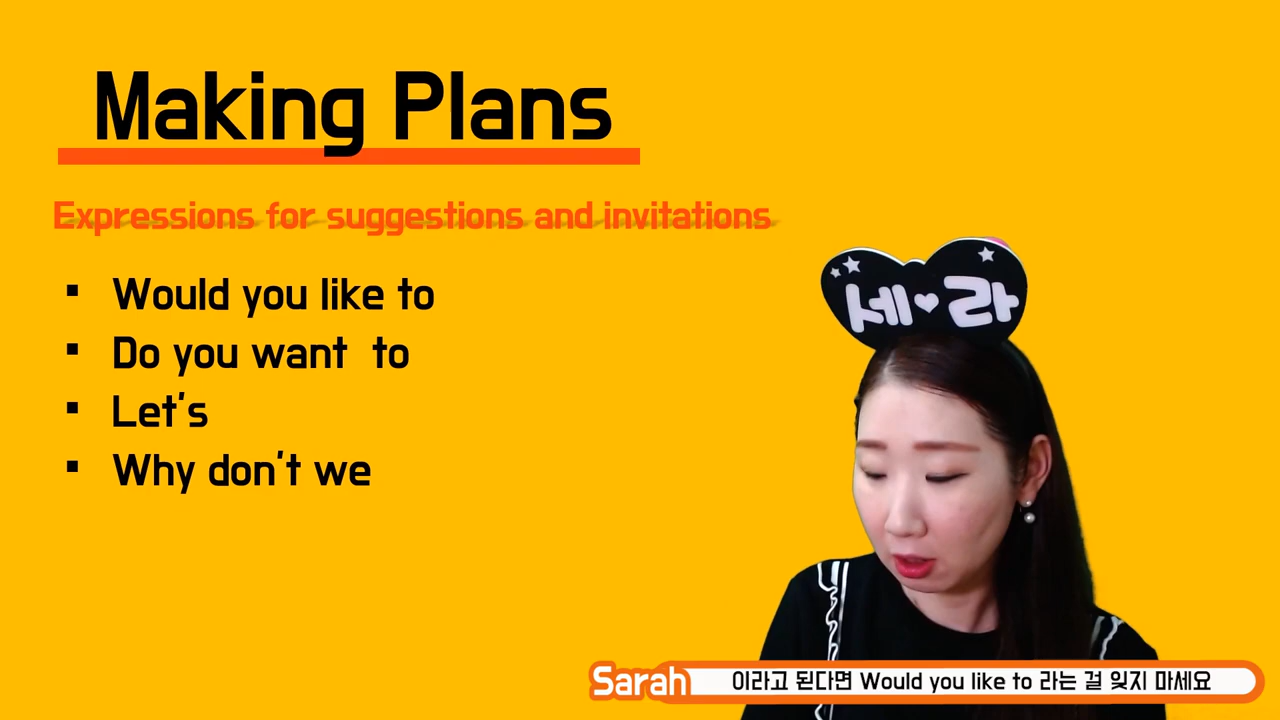 Making Plans
Expressions for suggestions and invitations
▪ Would you like to
▪ Do you want to
▪ Let's
▪ Why don't we
세♥라
Sarah
이라고 된다면 Would you like to 라는 걸 잊지 마세요